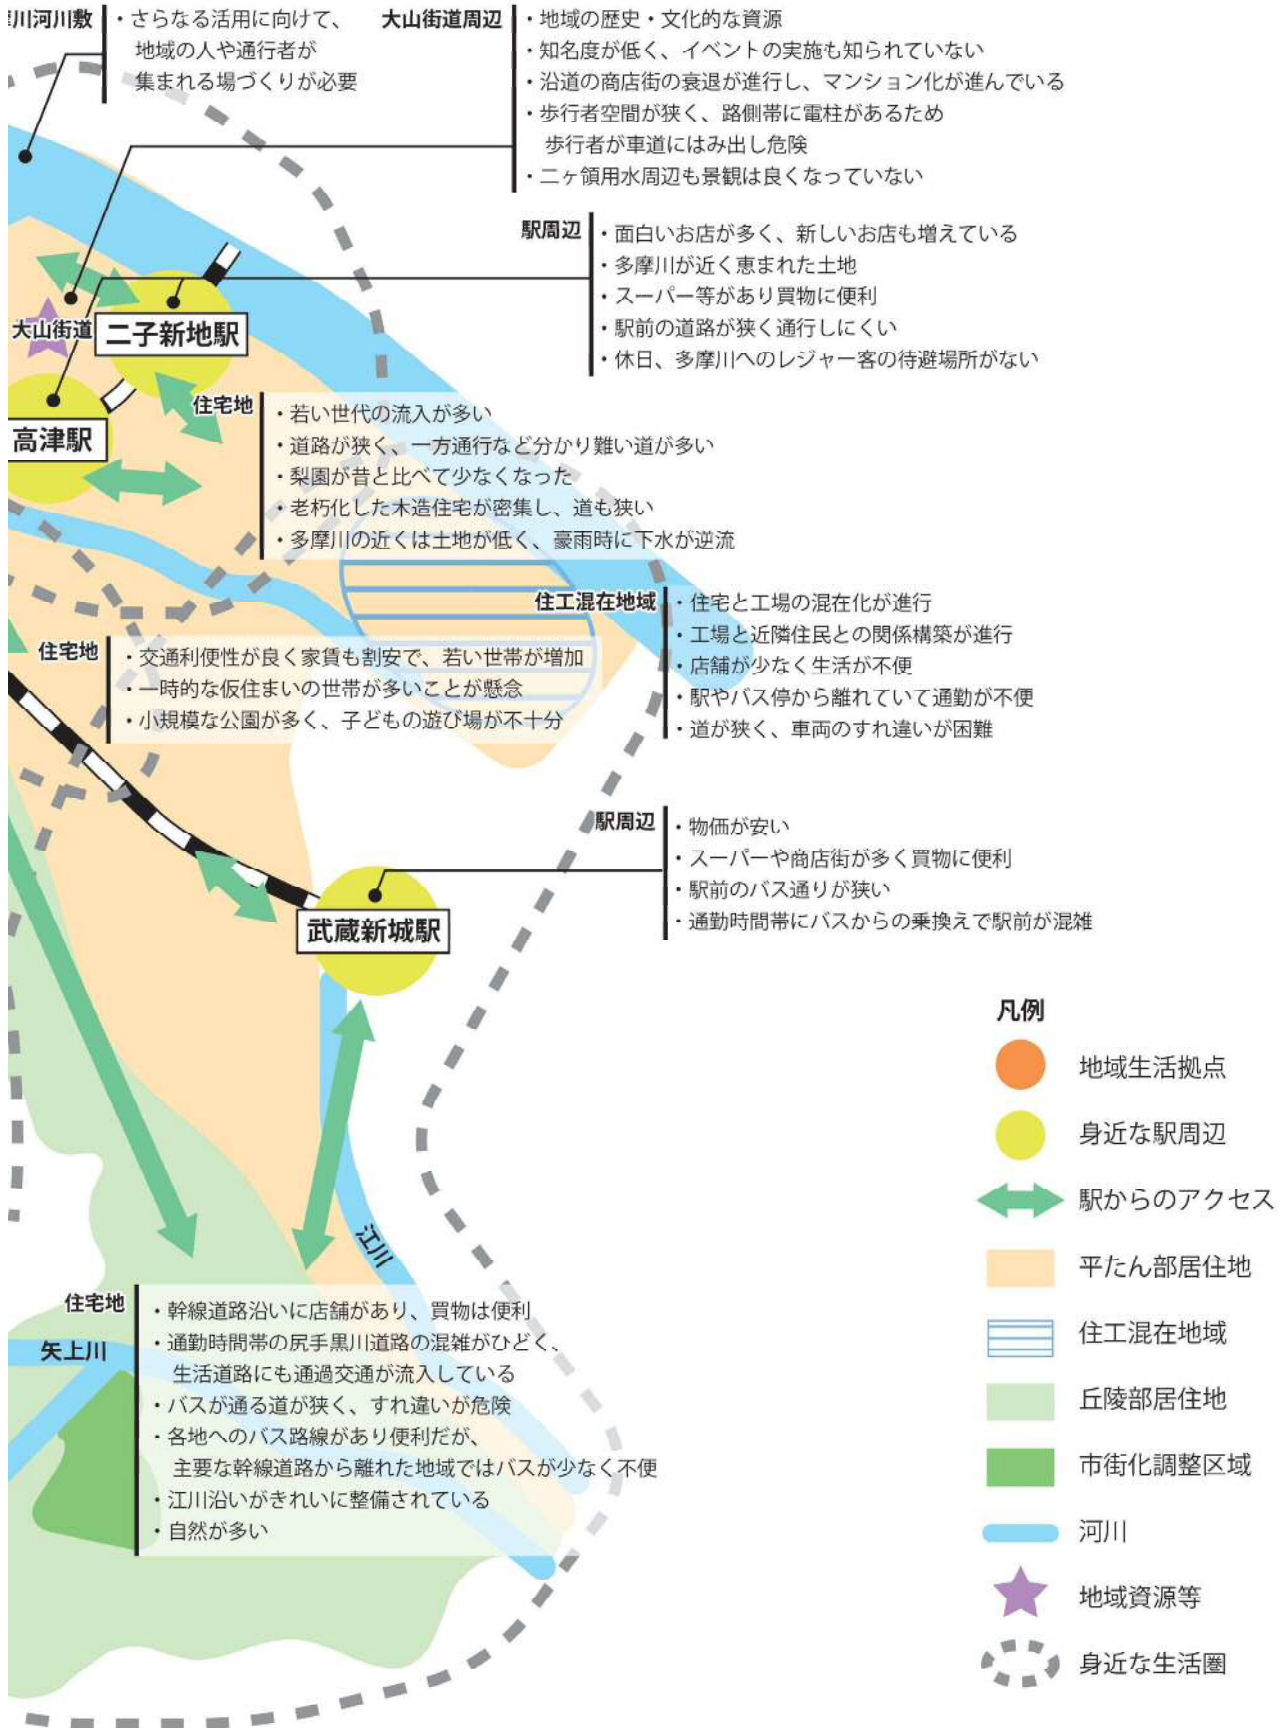 川河川敷
・さらなる活用に向けて、
地域の人や通行者が
集まれる場づくりが必要
大山街道周辺
・地域の歴史・文化的な資源
・知名度が低く、イベントの実施も知られていない
・沿道の商店街の衰退が進行し、マンション化が進んでいる
・歩行者空間が狭く、路側帯に電柱があるため
歩行者が車道にはみ出し危険
・二ヶ領用水周辺も景観は良くなっていない
駅周辺
・面白いお店が多く、新しいお店も増えている
・多摩川が近く恵まれた土地
・スーパー等があり買物に便利
・駅前の道路が狭く通行しにくい
・休日、多摩川へのレジャー客の待避場所がない
大山街道
二子新地駅
高津駅
住宅地
・若い世代の流入が多い
・道路が狭く、一方通行など分かり難い道が多い
・梨園が昔と比べて少なくなった
・老朽化した木造住宅が密集し、道も狭い
・多摩川の近くは土地が低く、豪雨時に下水が逆流
住工混在地域
・住宅と工場の混在化が進行
・工場と近隣住民との関係構築が進行
・店舗が少なく生活が不便
・駅やバス停から離れていて通勤が不便
・道が狭く、車両のすれ違いが困難
住宅地
・交通利便性が良く家賃も割安で、若い世帯が増加
・一時的な仮住まいの世帯が多いことが懸念
・小規模な公園が多く、子どもの遊び場が不十分
駅周辺
・物価が安い
・スーパーや商店街が多く買物に便利
・駅前のバス通りが狭い
・通勤時間帯にバスからの乗換えで駅前が混雑
武蔵新城駅
江川
住宅地
・幹線道路沿いに店舗があり、買物は便利
・通勤時間帯の尻手黒川道路の混雑がひどく、
生活道路にも通過交通が流入している
・バスが通る道が狭く、すれ違いが危険
・各地へのバス路線があり便利だが、
主要な幹線道路から離れた地域ではバスが少なく不便
・江川沿いがきれいに整備されている
・自然が多い
矢上川
凡例
地域生活拠点
身近な駅周辺
駅からのアクセス
平たん部居住地
住工混在地域
丘陵部居住地
市街化調整区域
河川
地域資源等
身近な生活圏